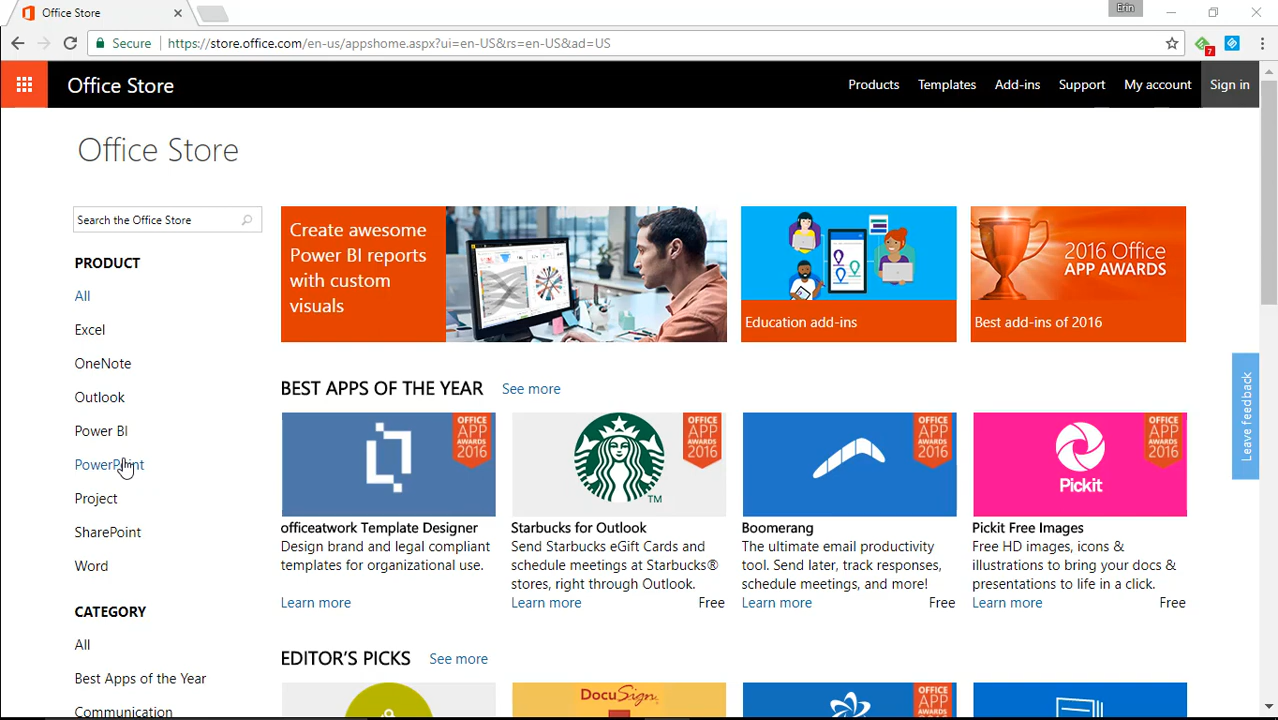 Office Store
Erin
Secure https://store.office.com/en-us/appshome.aspx?ui=en-US&rs=en-US&ad=US
7
Office Store
Products Templates Add-ins Support My account Sign in
Office Store
Search the Office Store
PRODUCT
All
Excel
OneNote
Outlook
Power BI
PowerPoint
Project
SharePoint
Word
CATEGORY
All
Best Apps of the Year
Communication
Create awesome
Power BI reports
with custom
visuals
Education add-ins
2016 Office
APP AWARDS
Best add-ins of 2016
BEST APPS OF THE YEAR See more
OFFICE
APP
AWARDS
2016
officeatwork Template Designer
Design brand and legal compliant
templates for organizational use.
Learn more
TM
OFFICE
APP
AWARDS
2016
Starbucks for Outlook
Send Starbucks eGift Cards and
schedule meetings at Starbucks®
stores, right through Outlook.
Learn more Free
OFFICE
APP
AWARDS
2016
Boomerang
The ultimate email productivity
tool. Send later, track responses,
schedule meetings, and more!
Learn more Free
Pickit
OFFICE
APP
AWARDS
2016
Pickit Free Images
Free HD images, icons &
illustrations to bring your docs &
presentations to life in a click.
Learn more Free
EDITOR'S PICKS See more
DocuSign
OFFICE
APP
AWARDS
Leave feedback